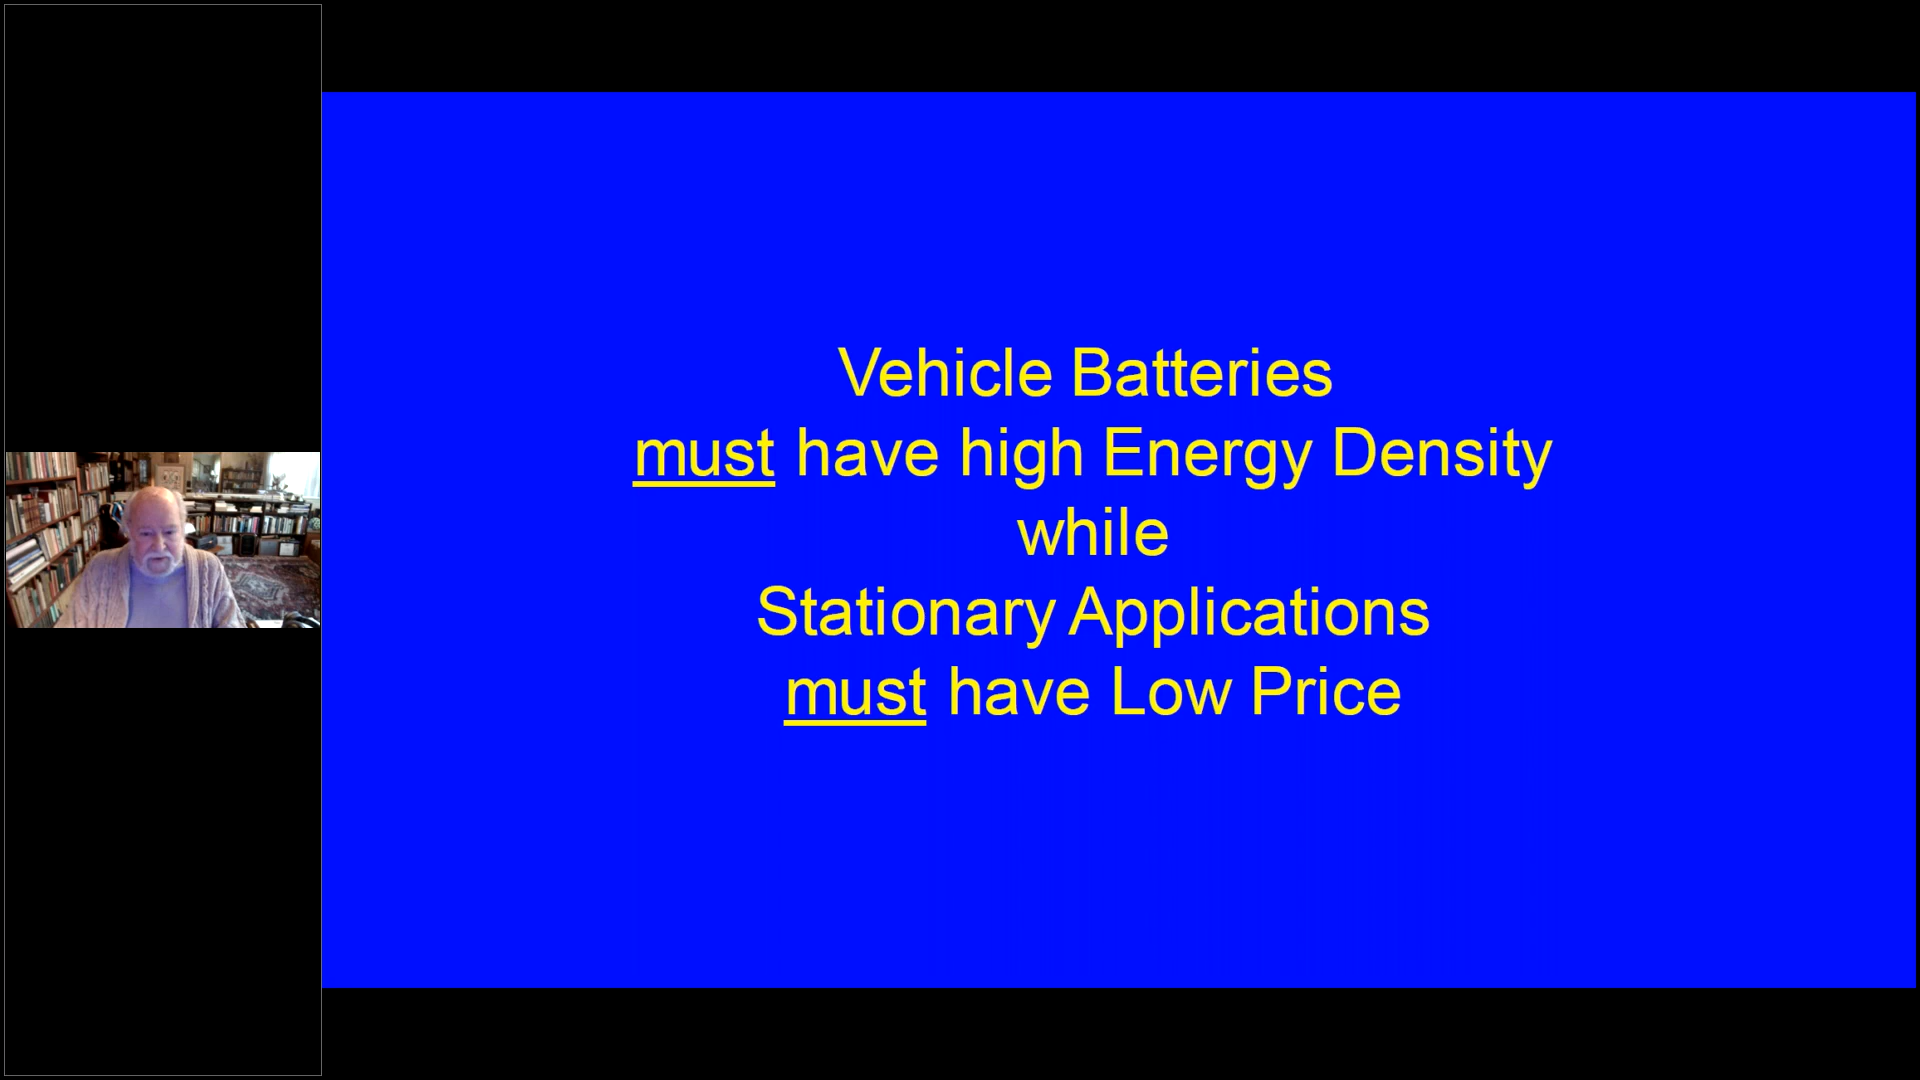 Vehicle Batteries
must have high Energy Density
while
Stationary Applications
must have Low Price